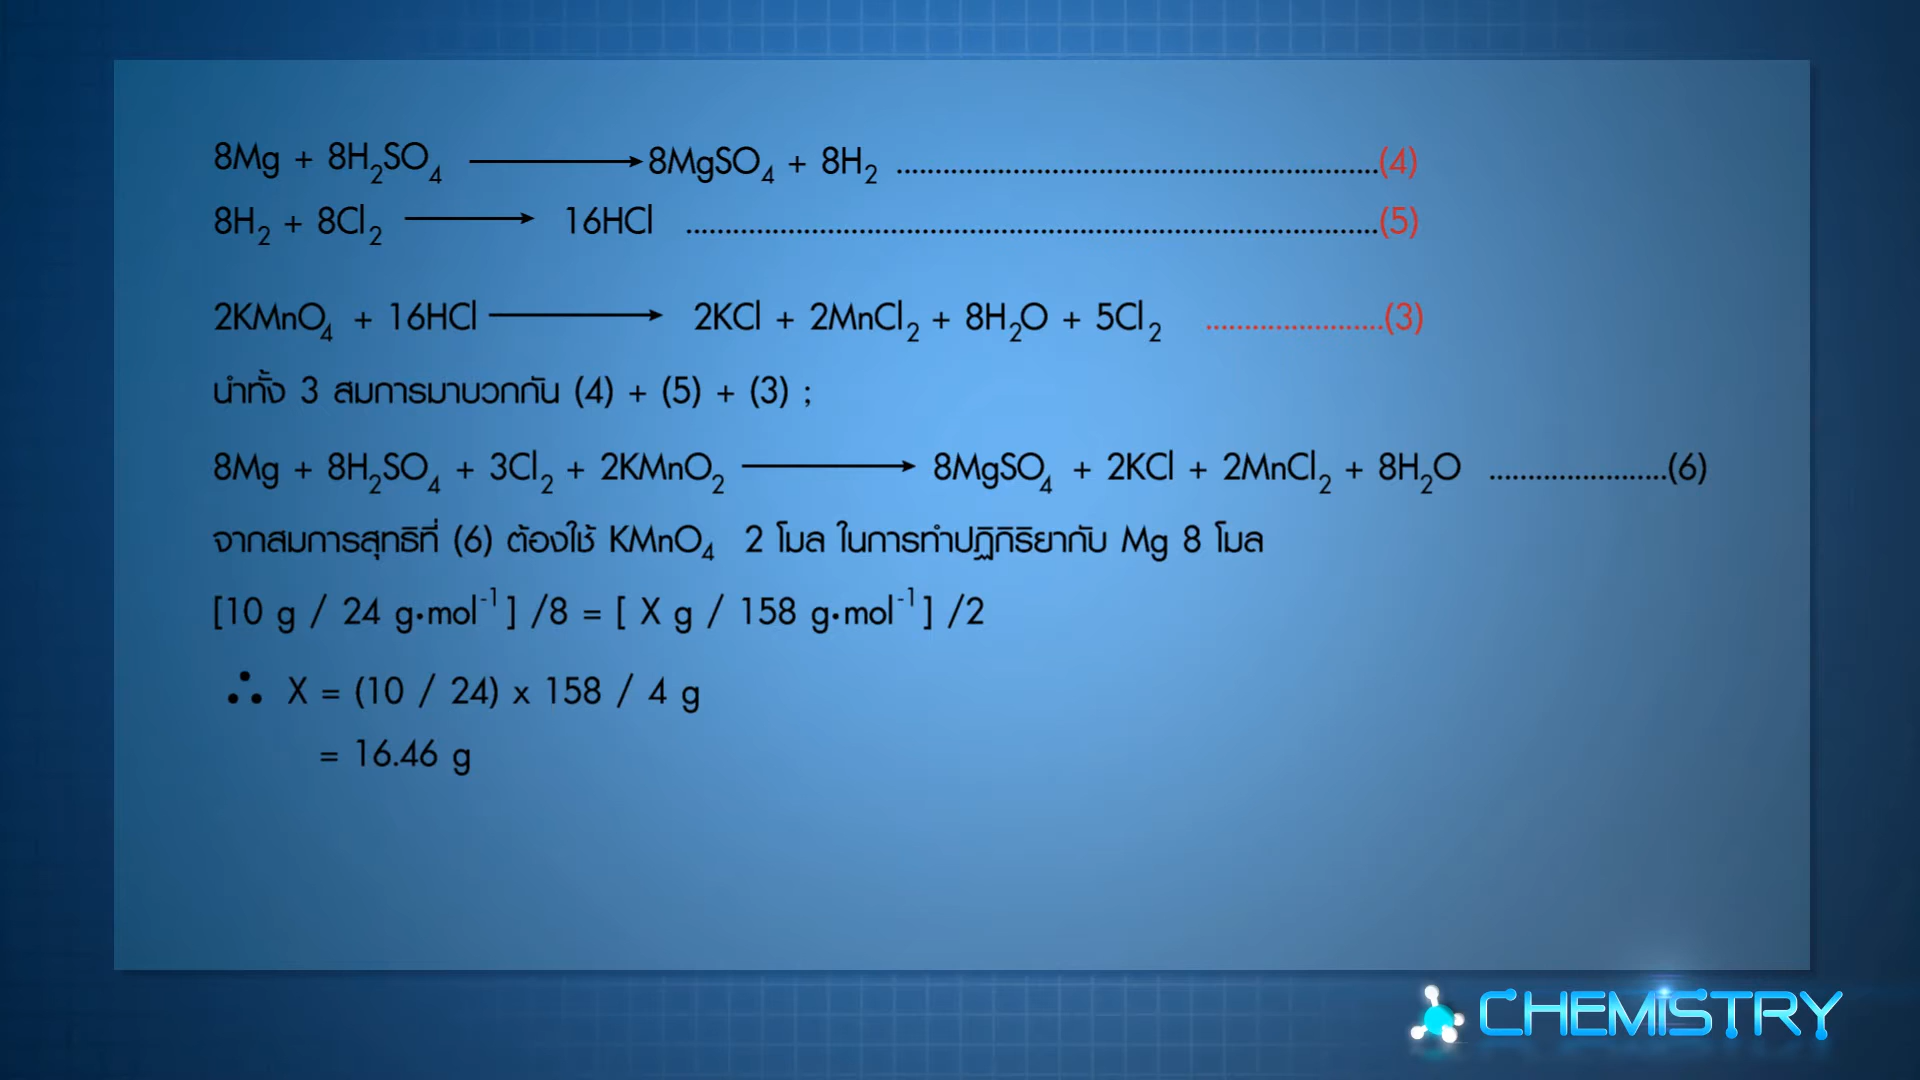 8Mg + 8H₂SO₄ ⟶ 8MgSO₄ + 8H₂ ..............................................................(4)
8H₂ + 8Cl₂ ⟶ 16HCl .........................................................................................(5)
2KMnO₄ + 16HCl ⟶ 2KCl + 2MnCl₂ + 8H₂O + 5Cl₂ .......................(3)
นำทั้ง 3 สมการมาบวกกัน (4) + (5) + (3) ;
8Mg + 8H₂SO₄ + 3Cl₂ + 2KMnO₂ ⟶ 8MgSO₄ + 2KCl + 2MnCl₂ + 8H₂O .......................(6)
จากสมการสุทธิที่ (6) ต้องใช้ KMnO₄ 2 โมล ในการทำปฏิกิริยากับ Mg 8 โมล
[10 g / 24 g·mol⁻¹] /8 = [ X g / 158 g·mol⁻¹] /2
∴ X = (10 / 24) x 158 / 4 g
= 16.46 g
CHEMISTRY